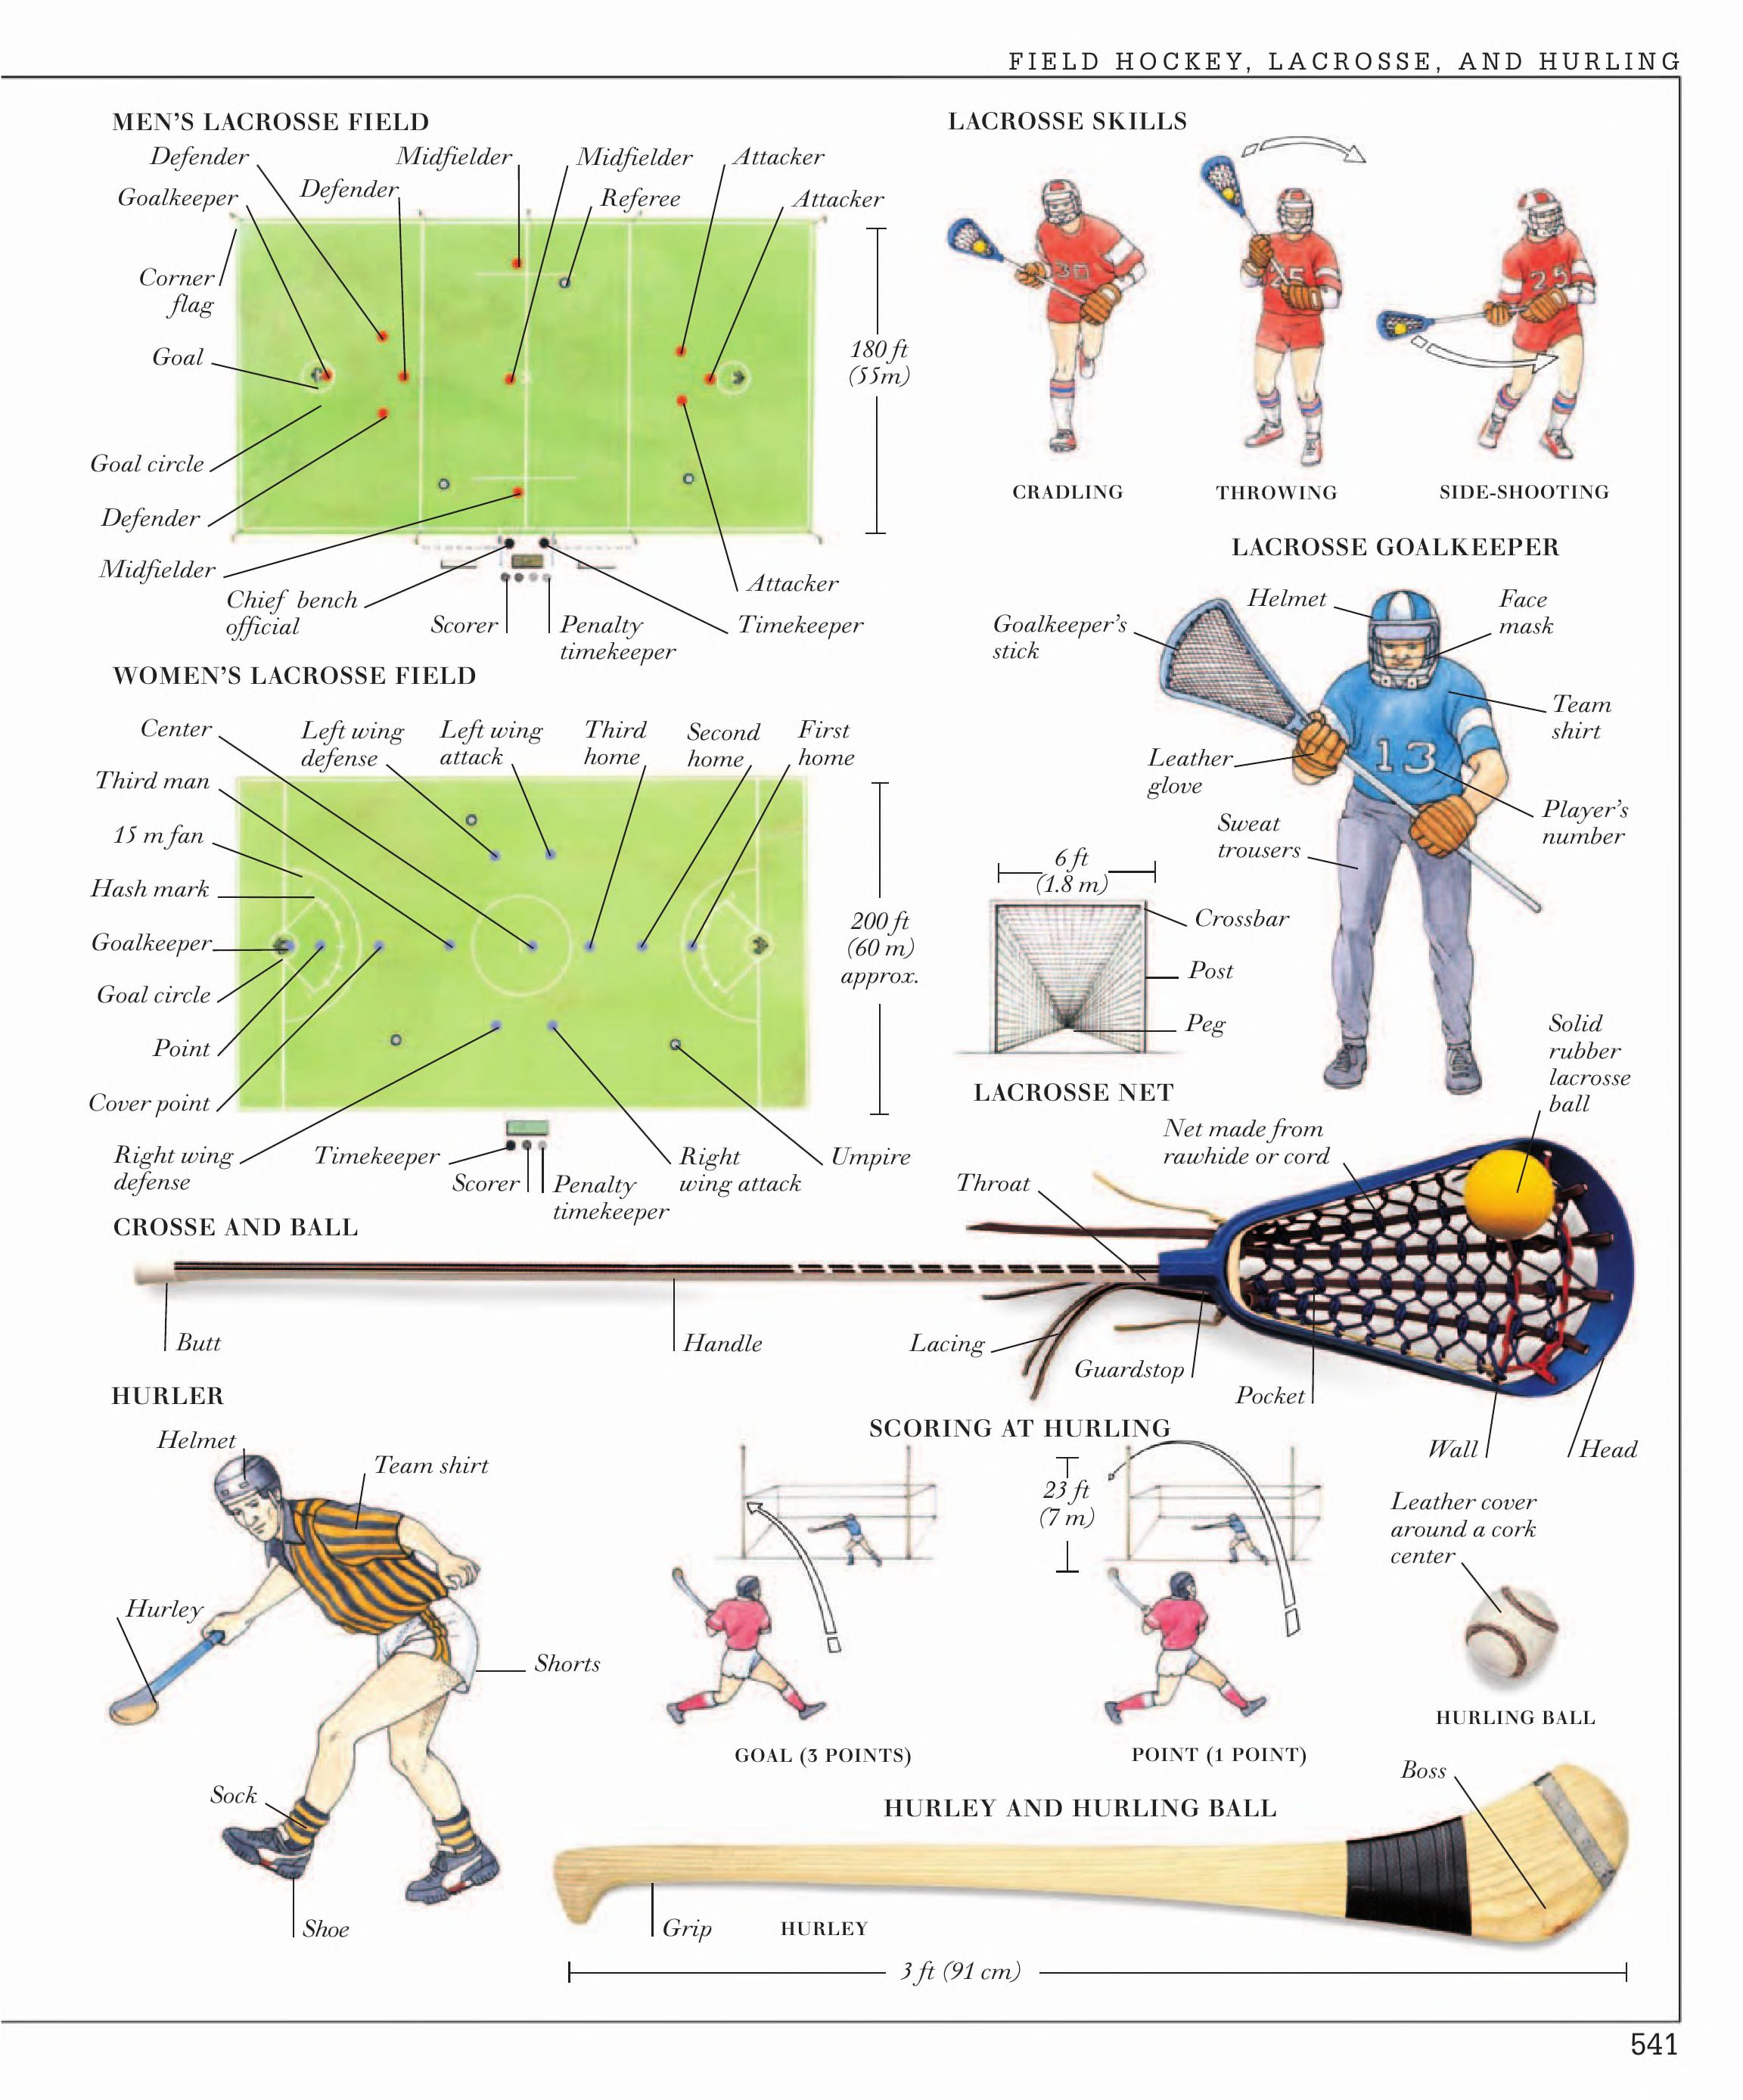 FIELD HOCKEY, LACROSSE, AND HURLING
MEN'S LACROSSE FIELD
Defender
Midfielder
Midfielder
Attacker
Goalkeeper
Defender
Referee
Attacker
Corner
flag
Goal
180 ft
(55m)
Goal circle
Defender
Midfielder
Chief bench
official
Scorer
Penalty
timekeeper
Attacker
Timekeeper
LACROSSE SKILLS
30
25
25
CRADLING
THROWING
SIDE-SHOOTING
LACROSSE GOALKEEPER
Helmet
Face
mask
Goalkeeper's
stick
Team
shirt
Leather
glove
13
Player's
number
Sweat
trousers
6 ft
(1.8 m)
Crossbar
Post
Peg
LACROSSE NET
WOMEN'S LACROSSE FIELD
Center
Left wing
defense
Left wing
attack
Third
home
Second
home
First
home
Third man
15 m fan
Hash mark
Goalkeeper
Goal circle
Point
Cover point
200 ft
(60 m)
approx.
Right wing
defense
Timekeeper
Scorer
Penalty
timekeeper
Right
wing attack
Umpire
CROSSE AND BALL
Solid
rubber
lacrosse
ball
Net made from
rawhide or cord
Throat
Butt
Handle
Lacing
Guardstop
Pocket
Wall
Head
HURLER
Helmet
Team shirt
Hurley
Shorts
Sock
Shoe
SCORING AT HURLING
23 ft
(7 m)
GOAL (3 POINTS)
POINT (1 POINT)
Leather cover
around a cork
center
HURLING BALL
HURLEY AND HURLING BALL
Boss
Grip
HURLEY
3 ft (91 cm)
541